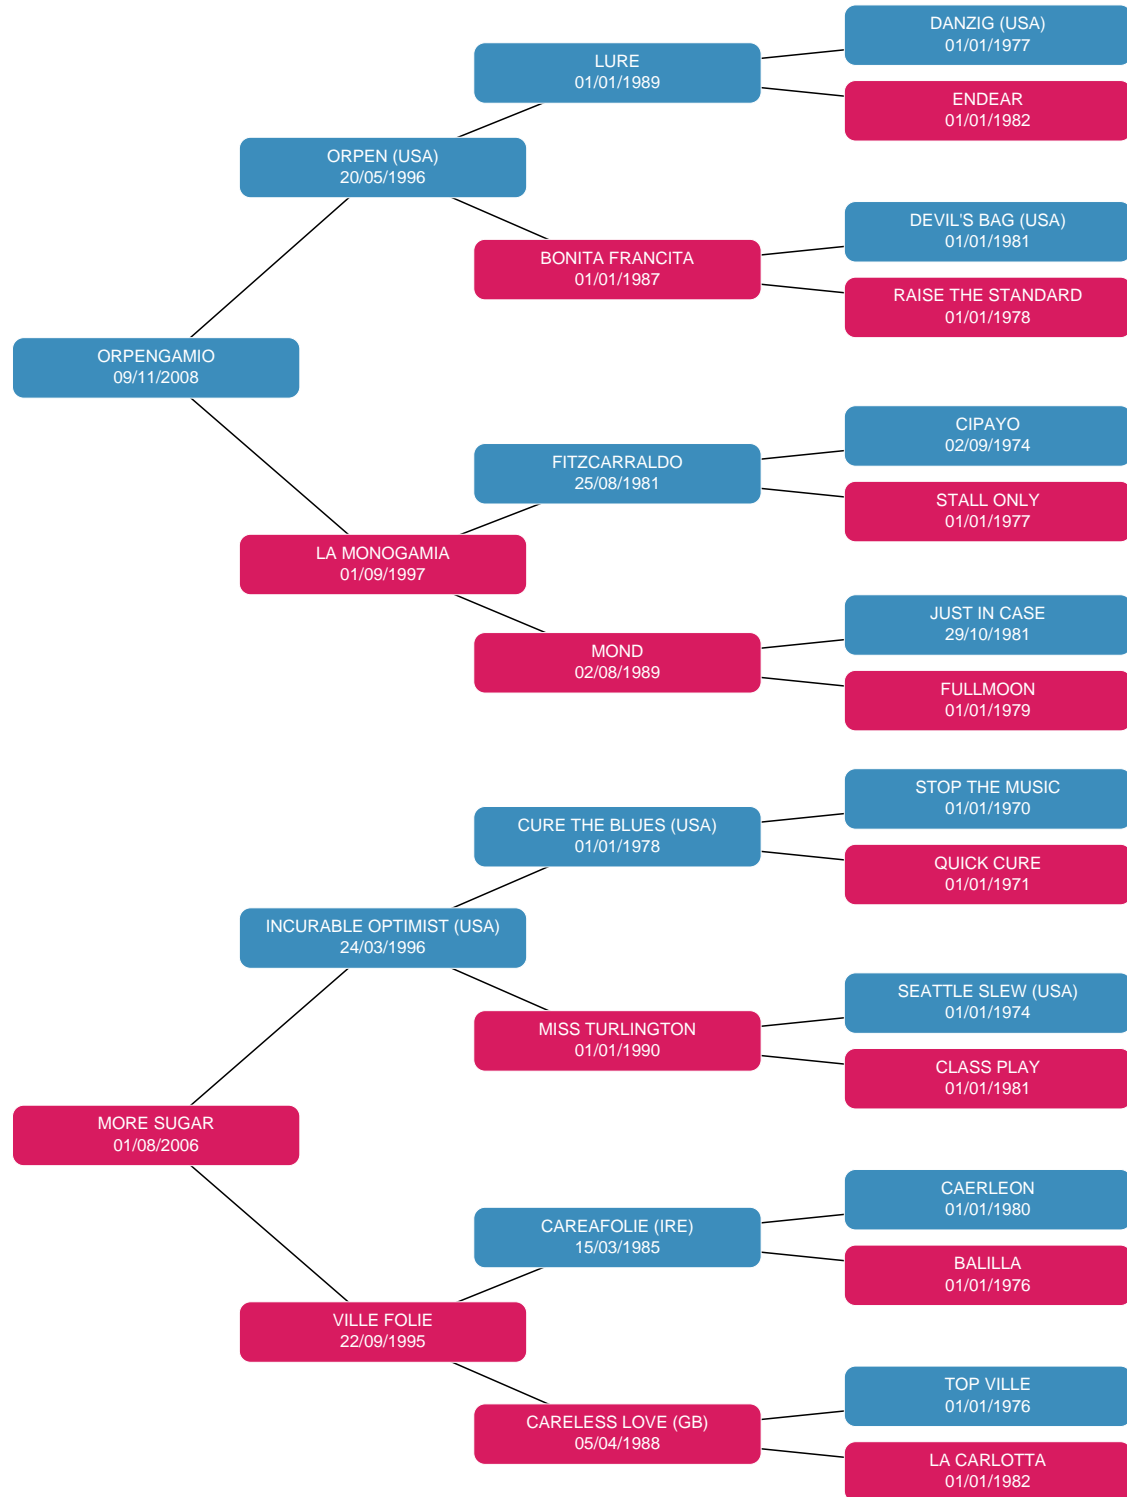 DANZIG (USA)
01/01/1977
LURE
01/01/1989
ENDEAR
01/01/1982
ORPEN (USA)
20/05/1996
DEVIL'S BAG (USA)
01/01/1981
BONITA FRANCITA
01/01/1987
RAISE THE STANDARD
01/01/1978
ORPENGAMIO
09/11/2008
CIPAYO
02/09/1974
FITZCARRALDO
25/08/1981
STALL ONLY
01/01/1977
LA MONOGAMIA
01/09/1997
JUST IN CASE
29/10/1981
MOND
02/08/1989
FULLMOON
01/01/1979
STOP THE MUSIC
01/01/1970
CURE THE BLUES (USA)
01/01/1978
QUICK CURE
01/01/1971
INCURABLE OPTIMIST (USA)
24/03/1996
SEATTLE SLEW (USA)
01/01/1974
MISS TURLINGTON
01/01/1990
CLASS PLAY
01/01/1981
MORE SUGAR
01/08/2006
CAERLEON
01/01/1980
CAREAFOLIE (IRE)
15/03/1985
BALILLA
01/01/1976
VILLE FOLIE
22/09/1995
TOP VILLE
01/01/1976
CARELESS LOVE (GB)
05/04/1988
LA CARLOTTA
01/01/1982